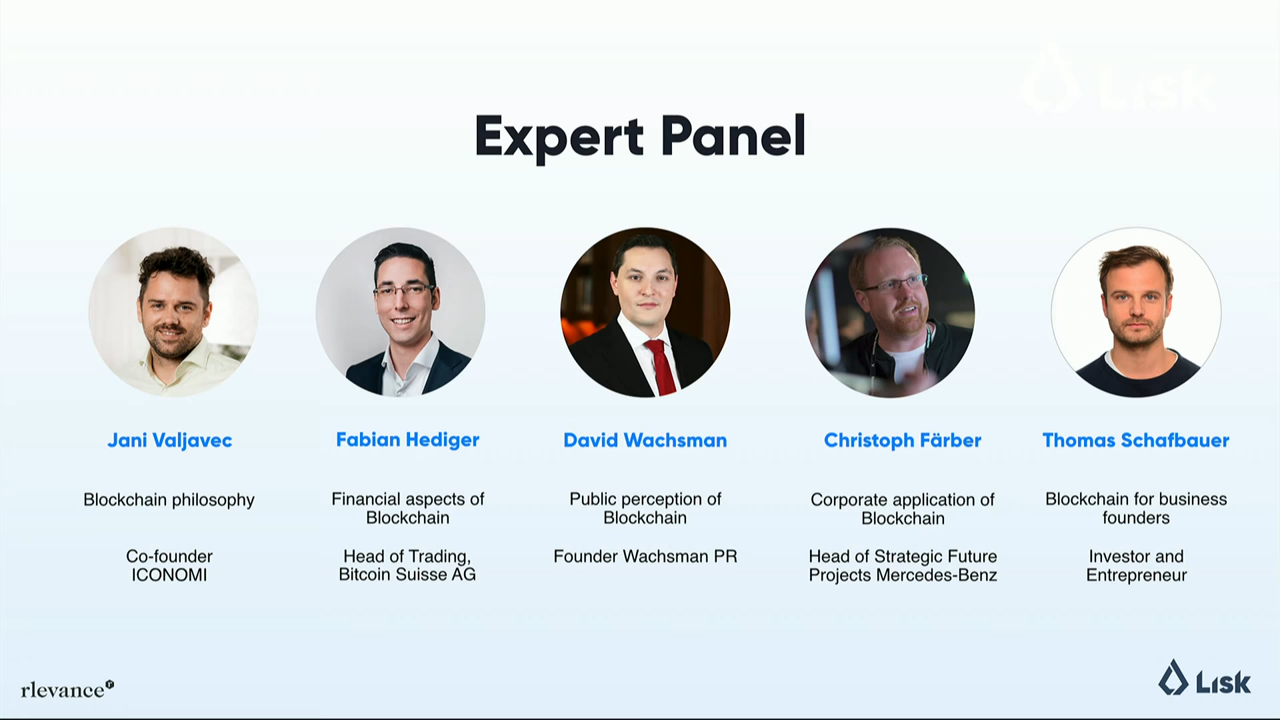 Lisk
Expert Panel
Jani Valjavec
Fabian Hediger
David Wachsman
Christoph Färber
Thomas Schafbauer
Blockchain philosophy
Financial aspects of
Blockchain
Public perception of
Blockchain
Corporate application of
Blockchain
Blockchain for business
founders
Co-founder
ICONOMI
Head of Trading,
Bitcoin Suisse AG
Founder Wachsman PR
Head of Strategic Future
Projects Mercedes-Benz
Investor and
Entrepreneur
rlevance r
Lisk